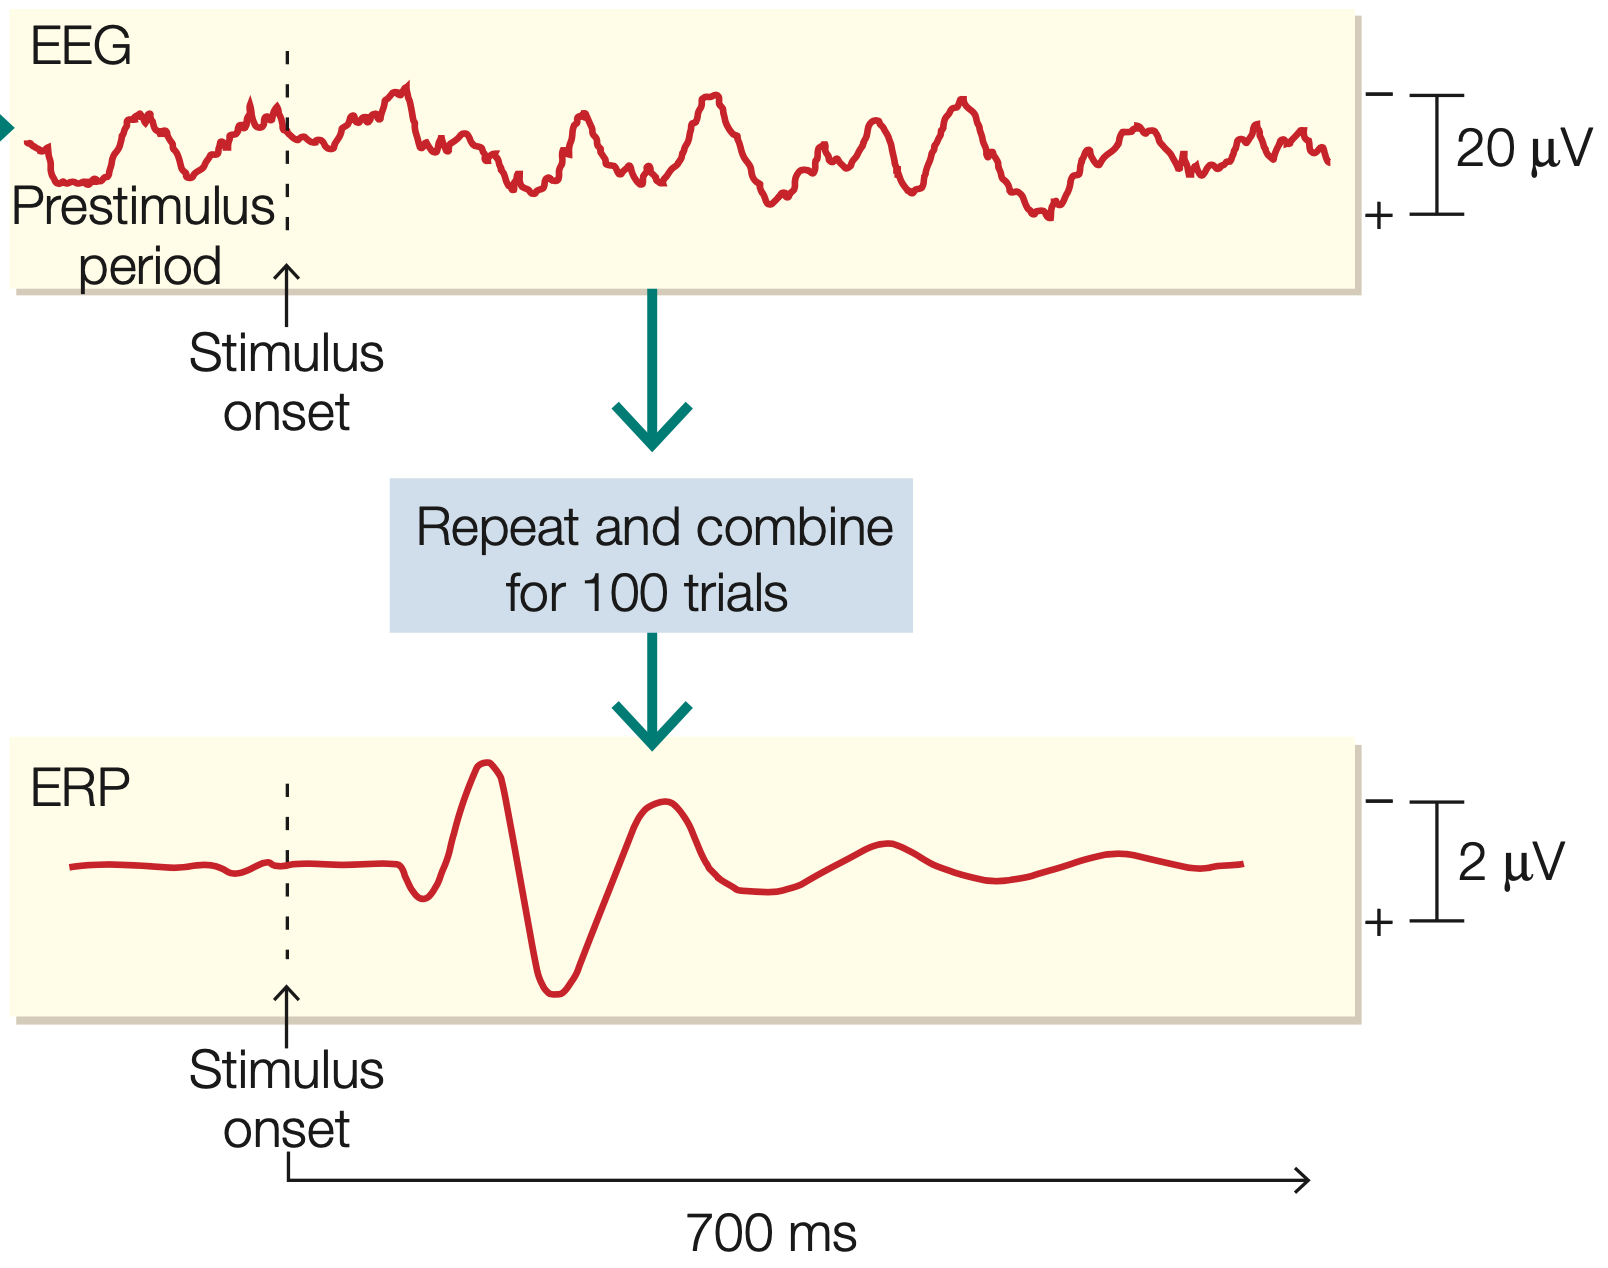 EEG
−
20 µV
Prestimulus
period
+
Stimulus
onset
Repeat and combine
for 100 trials
ERP
−
2 µV
+
Stimulus
onset
700 ms